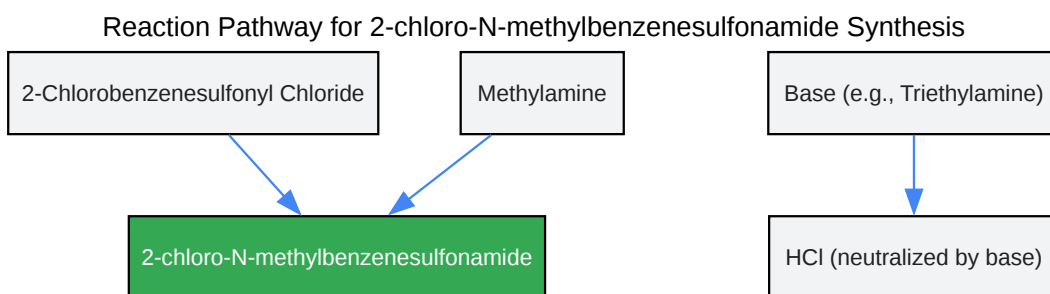 Reaction Pathway for 2-chloro-N-methylbenzenesulfonamide Synthesis
2-Chlorobenzenesulfonyl Chloride
Methylamine
Base (e.g., Triethylamine)
2-chloro-N-methylbenzenesulfonamide
HCl (neutralized by base)